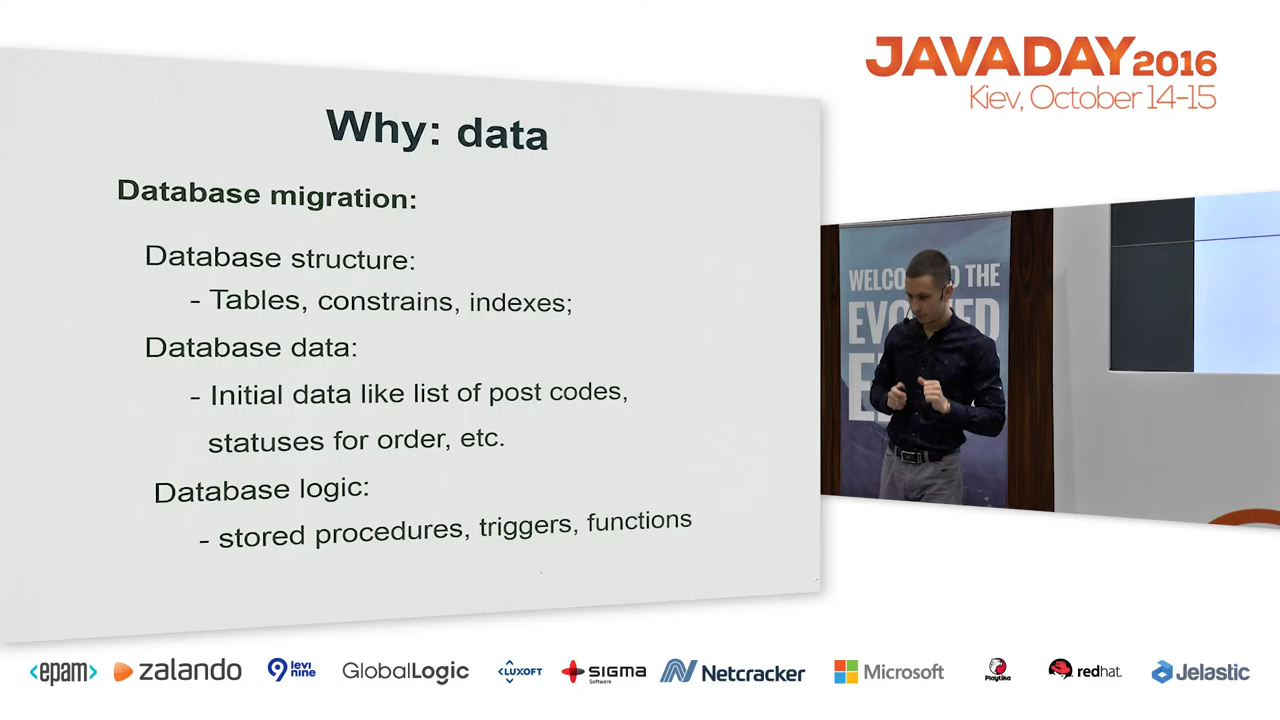 JAVADAY 2016
Kiev, October 14-15
Why: data
Database migration:
Database structure:
- Tables, constrains, indexes;
Database data:
- Initial data like list of post codes,
statuses for order, etc.
Database logic:
- stored procedures, triggers, functions
WELCOME TO THE
<epam>
zalando
levi
nine
GlobalLogic
<LUXOFT>
SIGMA
Software
Netcracker
Microsoft
Playtika
redhat.
Jelastic